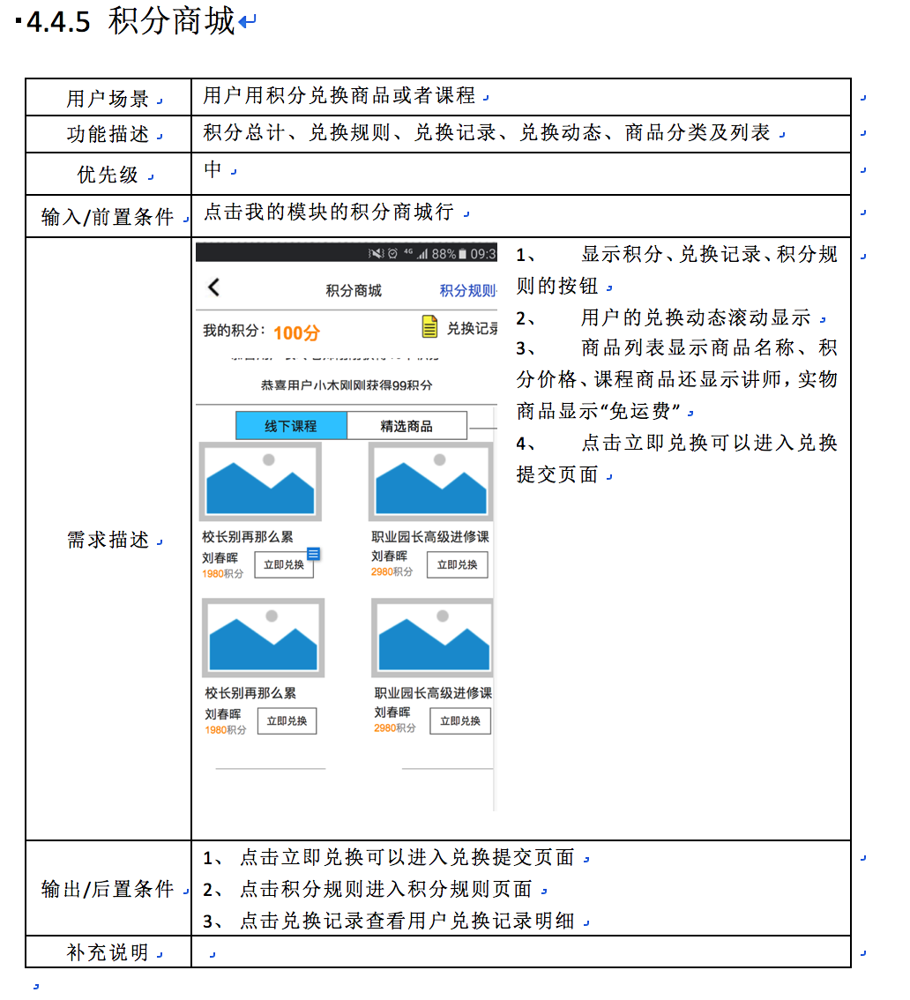 4.4.5 积分商城
用户场景
用户用积分兑换商品或者课程
功能描述
积分总计、兑换规则、兑换记录、兑换动态、商品分类及列表
优先级
中
输入/前置条件
点击我的模块的积分商城行
需求描述
4G 88% 09:3
积分商城 积分规则
我的积分： 100分 兑换记录
恭喜用户小木刚刚获得99积分
线下课程 精选商品
校长别再那么累 职业园长高级进修课
刘春晖 立即兑换 刘春晖 立即兑换
1980积分 2980积分
校长别再那么累 职业园长高级进修课
刘春晖 立即兑换 刘春晖 立即兑换
1980积分 2980积分
1、 显示积分、兑换记录、积分规
则的按钮
2、 用户的兑换动态滚动显示
3、 商品列表显示商品名称、积
分价格、课程商品还显示讲师，实物
商品显示“免运费”
4、 点击立即兑换可以进入兑换
提交页面
输出/后置条件
1、 点击立即兑换可以进入兑换提交页面
2、 点击积分规则进入积分规则页面
3、 点击兑换记录查看用户兑换记录明细
补充说明